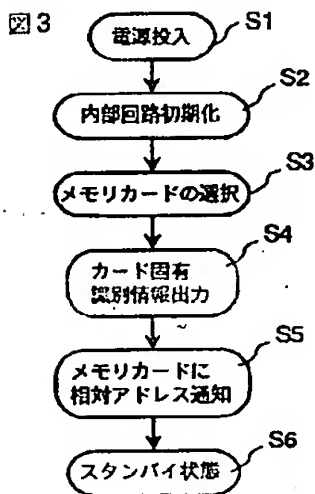 図3
電源投入 S1
内部回路初期化 S2
メモリカードの選択 S3
カード固有 S4
識別情報出力
メモリカードに S5
相対アドレス通知
スタンバイ状態 S6